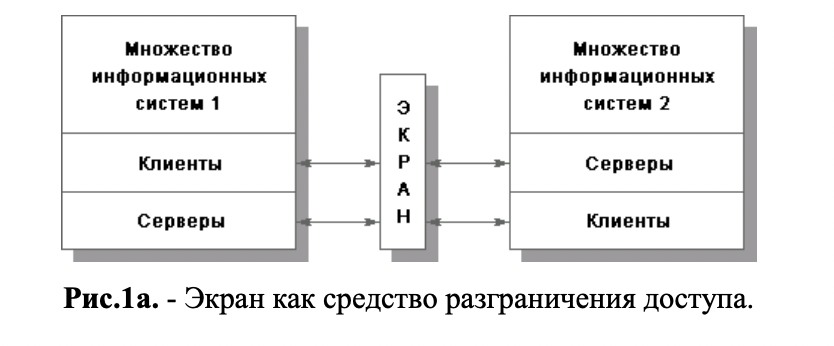 Множество
информационных
систем 1
Клиенты
Серверы
ЭКРАН
Множество
информационных
систем 2
Серверы
Клиенты
Рис.1а. - Экран как средство разграничения доступа.